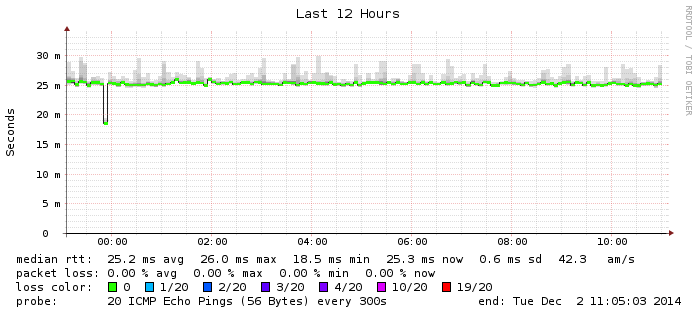 Last 12 Hours
RRDTOOL / TOBI OETIKER
Seconds
30 m
25 m
20 m
15 m
10 m
5 m
0
00:00 02:00 04:00 06:00 08:00 10:00
median rtt: 25.2 ms avg 26.0 ms max 18.5 ms min 25.3 ms now 0.6 ms sd 42.3 am/s
packet loss: 0.00 % avg 0.00 % max 0.00 % min 0.00 % now
loss color: 0 1/20 2/20 3/20 4/20 10/20 19/20
probe: 20 ICMP Echo Pings (56 Bytes) every 300s end: Tue Dec 2 11:05:03 2014